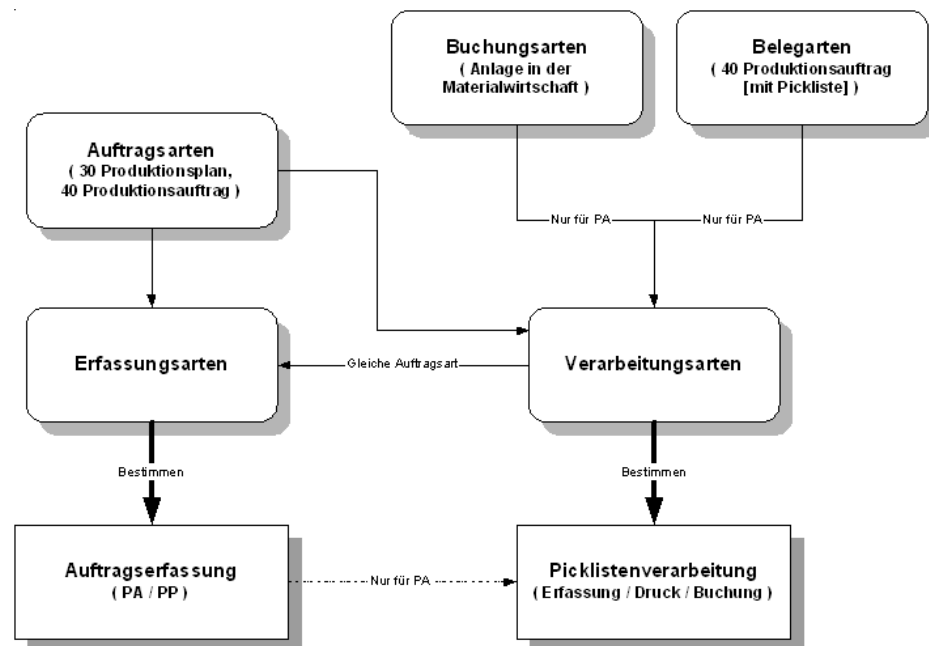 Buchungsarten
( Anlage in der
Materialwirtschaft )
Belegarten
( 40 Produktionsauftrag
[mit Pickliste] )
Auftragsarten
( 30 Produktionsplan,
40 Produktionsauftrag )
Nur für PA
Nur für PA
Erfassungsarten
Gleiche Auftragsart
Verarbeitungsarten
Bestimmen
Bestimmen
Auftragserfassung
( PA / PP )
Nur für PA
Picklistenverarbeitung
( Erfassung / Druck / Buchung )